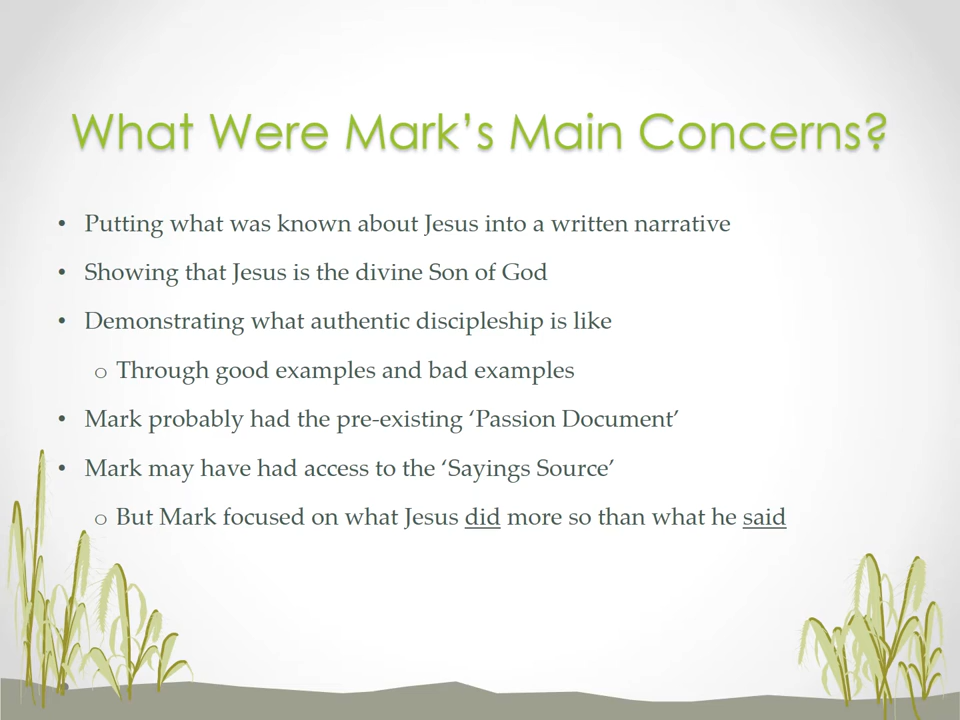 What Were Mark's Main Concerns?
• Putting what was known about Jesus into a written narrative
• Showing that Jesus is the divine Son of God
• Demonstrating what authentic discipleship is like
o Through good examples and bad examples
• Mark probably had the pre-existing ‘Passion Document’
• Mark may have had access to the ‘Sayings Source’
o But Mark focused on what Jesus did more so than what he said